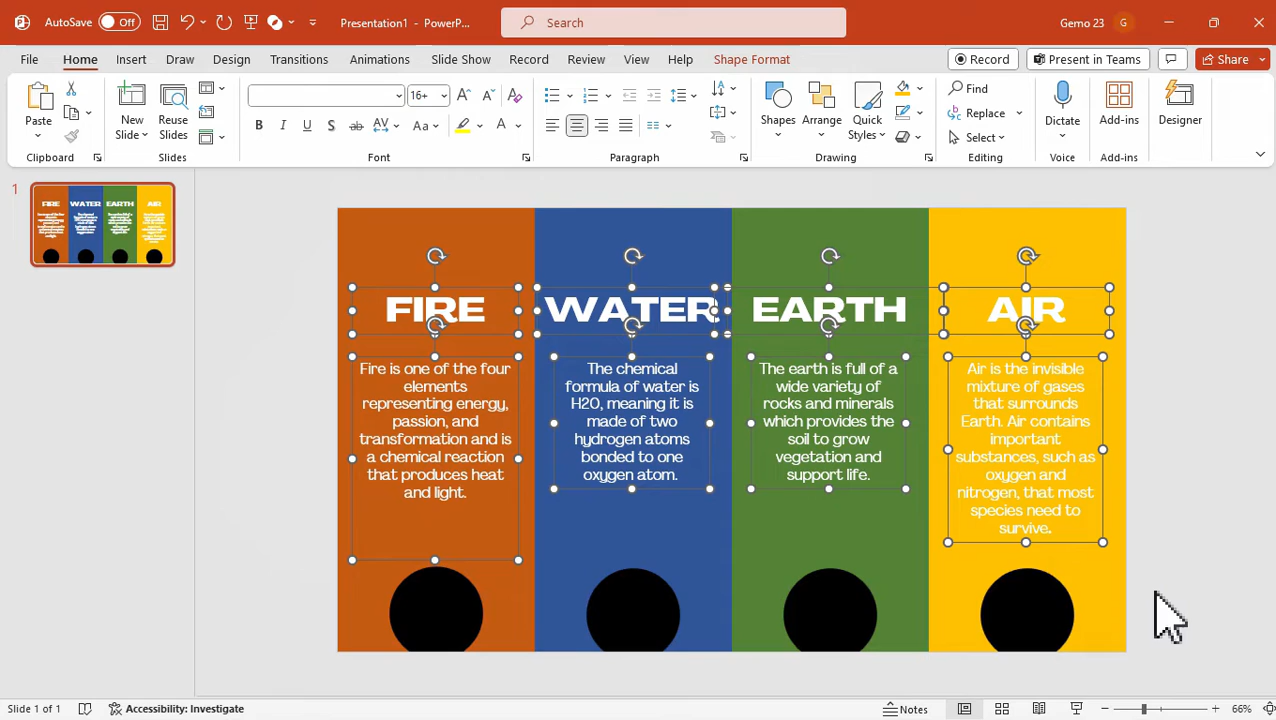 AutoSave Off Presentation1 - PowerP... Search Gemo 23 G
File Home Insert Draw Design Transitions Animations Slide Show Record Review View Help Shape Format Record Present in Teams Share
Paste New Slide Reuse Slides 16+ Shapes Arrange Quick Styles Find Replace Select Dictate Add-ins Designer
Clipboard Slides Font Paragraph Drawing Editing Voice Add-ins
1
FIRE WATER EARTH AIR
FIRE
Fire is one of the four
elements
representing energy,
passion, and
transformation and is
a chemical reaction
that produces heat
and light.
WATER
The chemical
formula of water is
H2O, meaning it is
made of two
hydrogen atoms
bonded to one
oxygen atom.
EARTH
The earth is full of a
wide variety of
rocks and minerals
which provides the
soil to grow
vegetation and
support life.
AIR
Air is the invisible
mixture of gases
that surrounds
Earth. Air contains
important
substances, such as
oxygen and
nitrogen, that most
species need to
survive.
Slide 1 of 1 Accessibility: Investigate Notes 66%